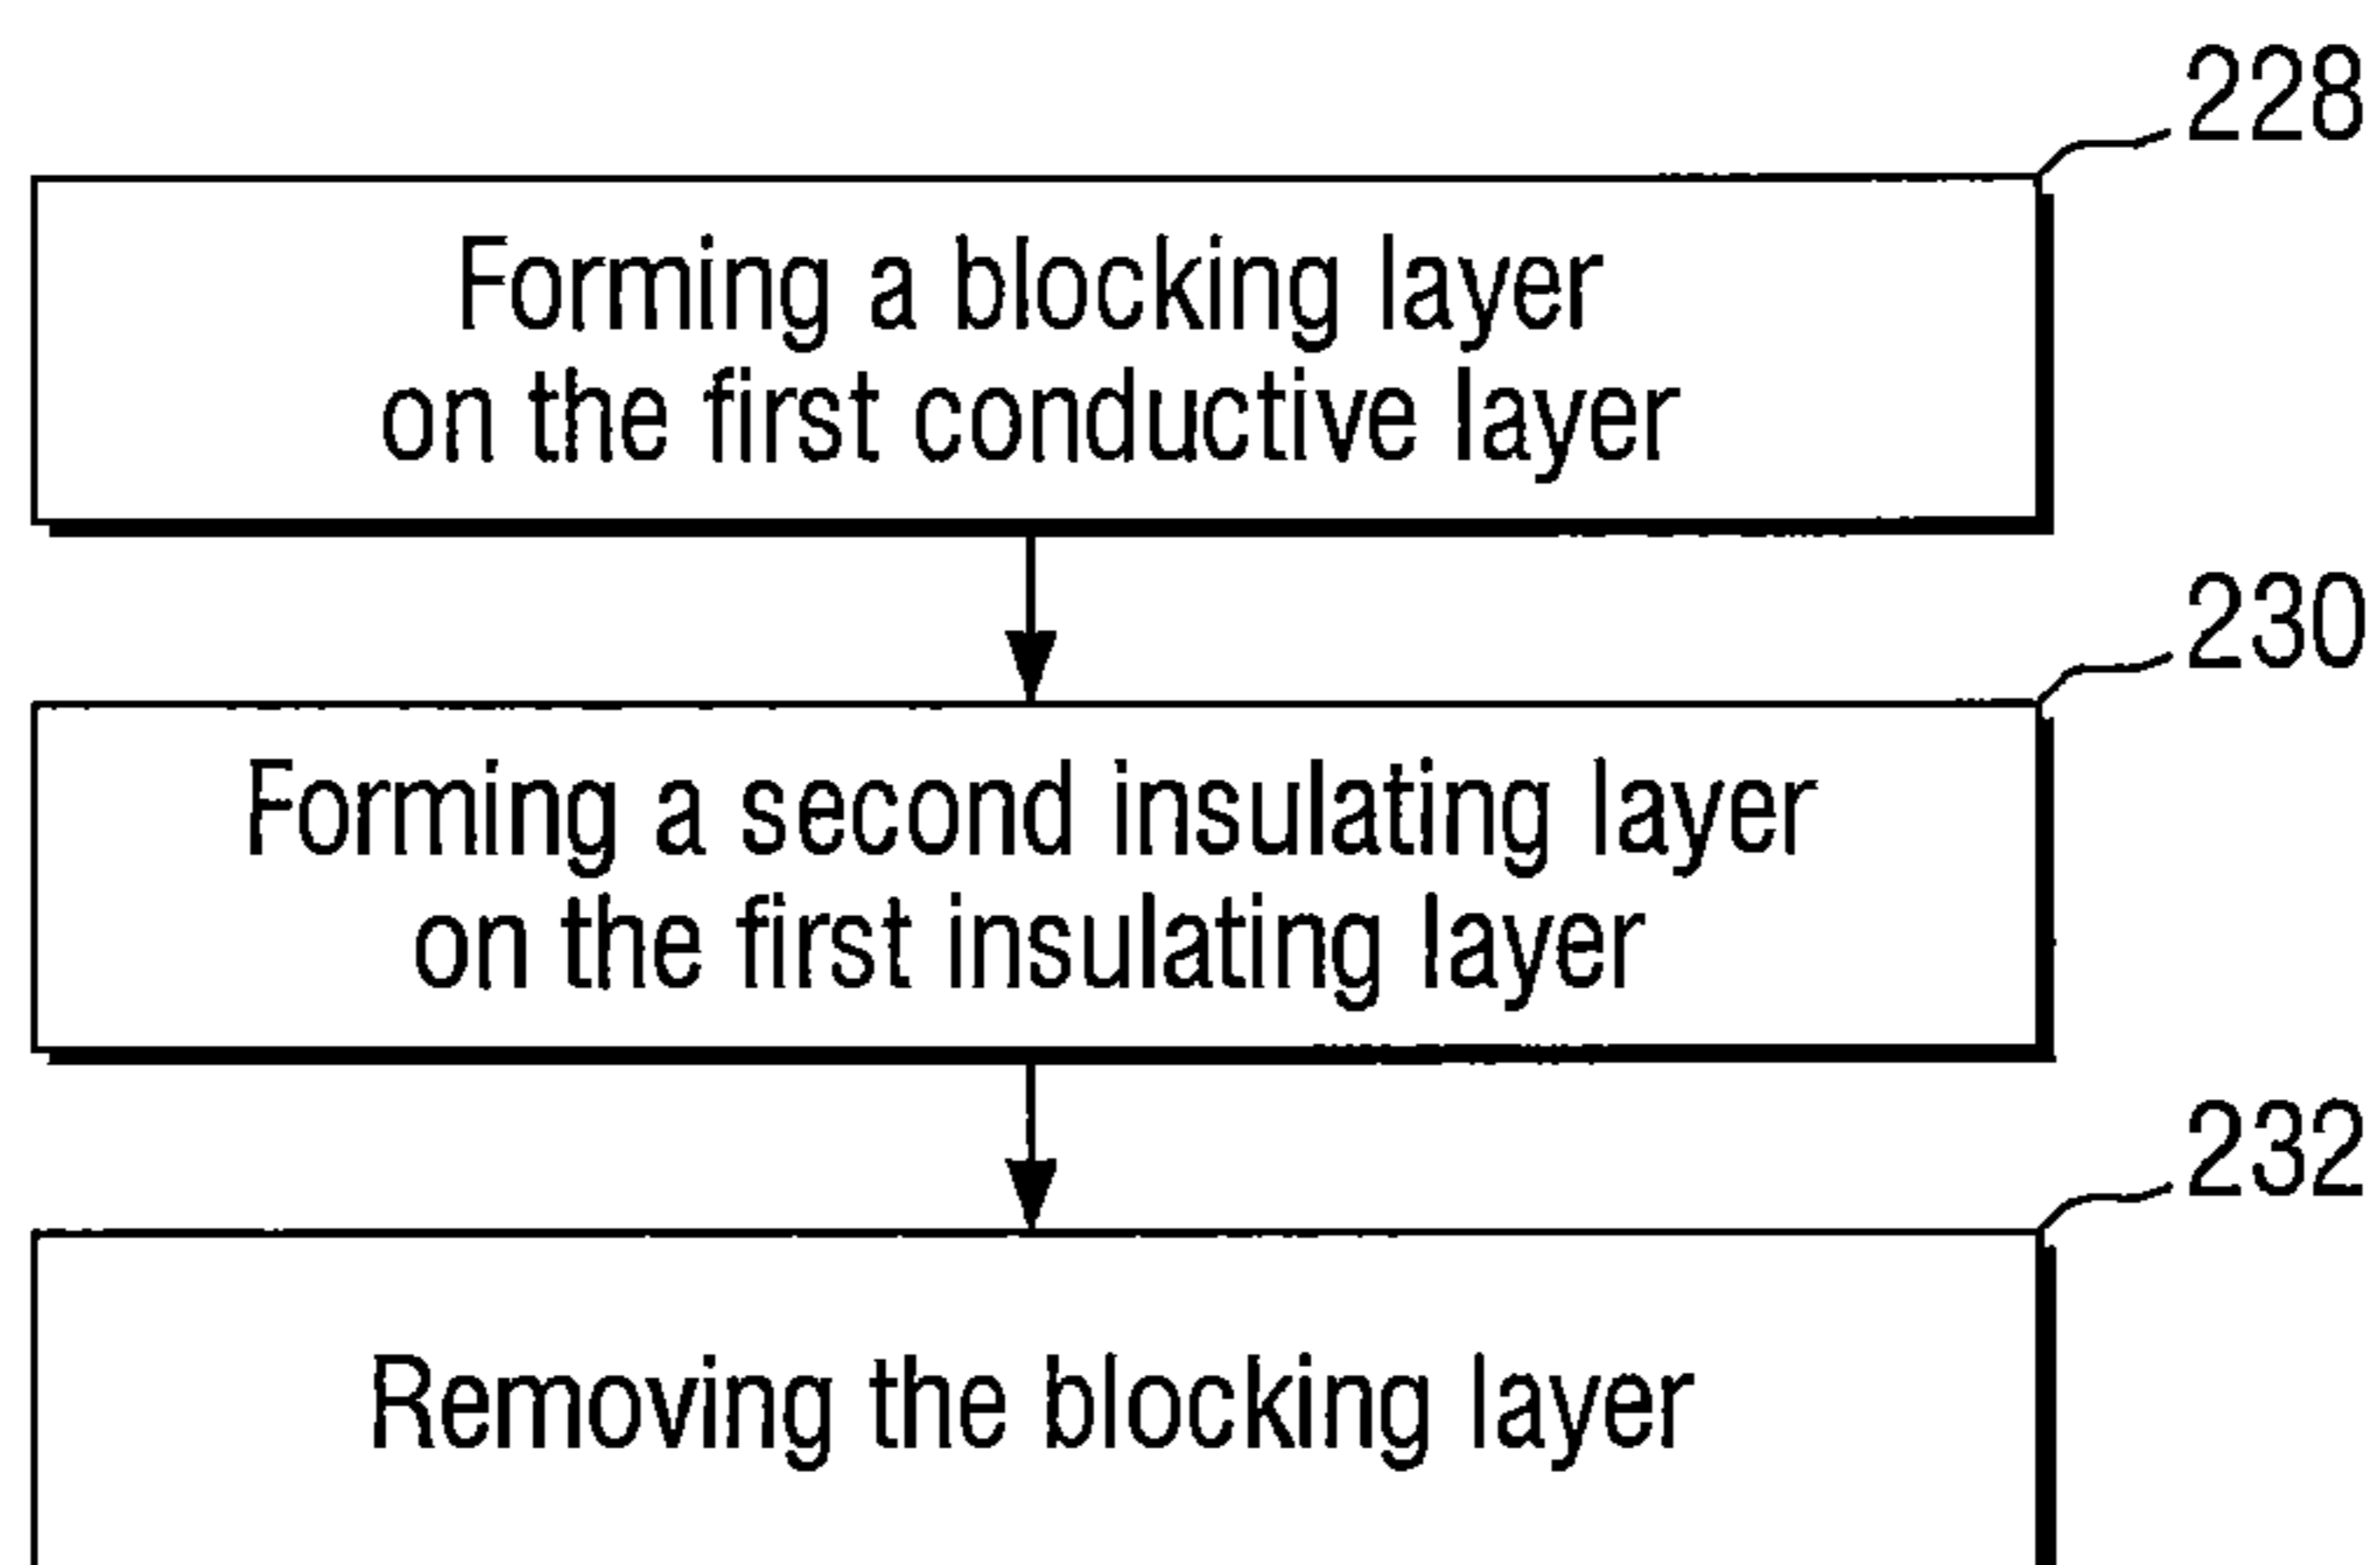 228
Forming a blocking layer
on the first conductive layer
230
Forming a second insulating layer
on the first insulating layer
232
Removing the blocking layer